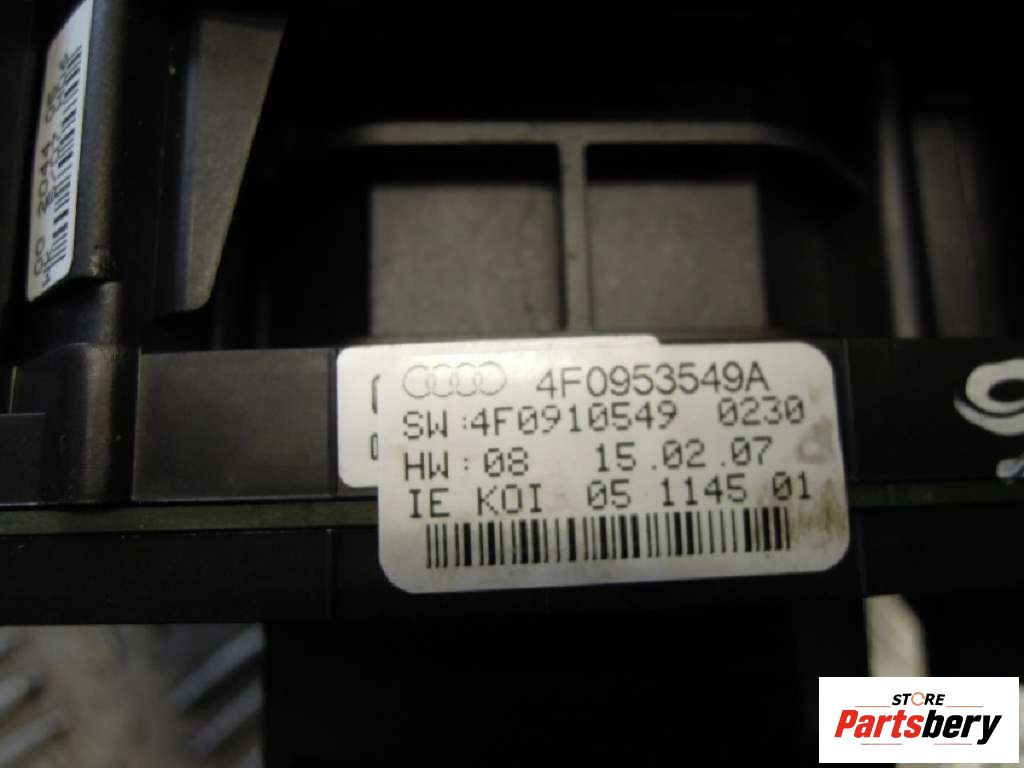 4F0953549A
SW:4F0910549 0230
HW:08 15.02.07
IE KOI 05 1145 01
STORE
Partsbery